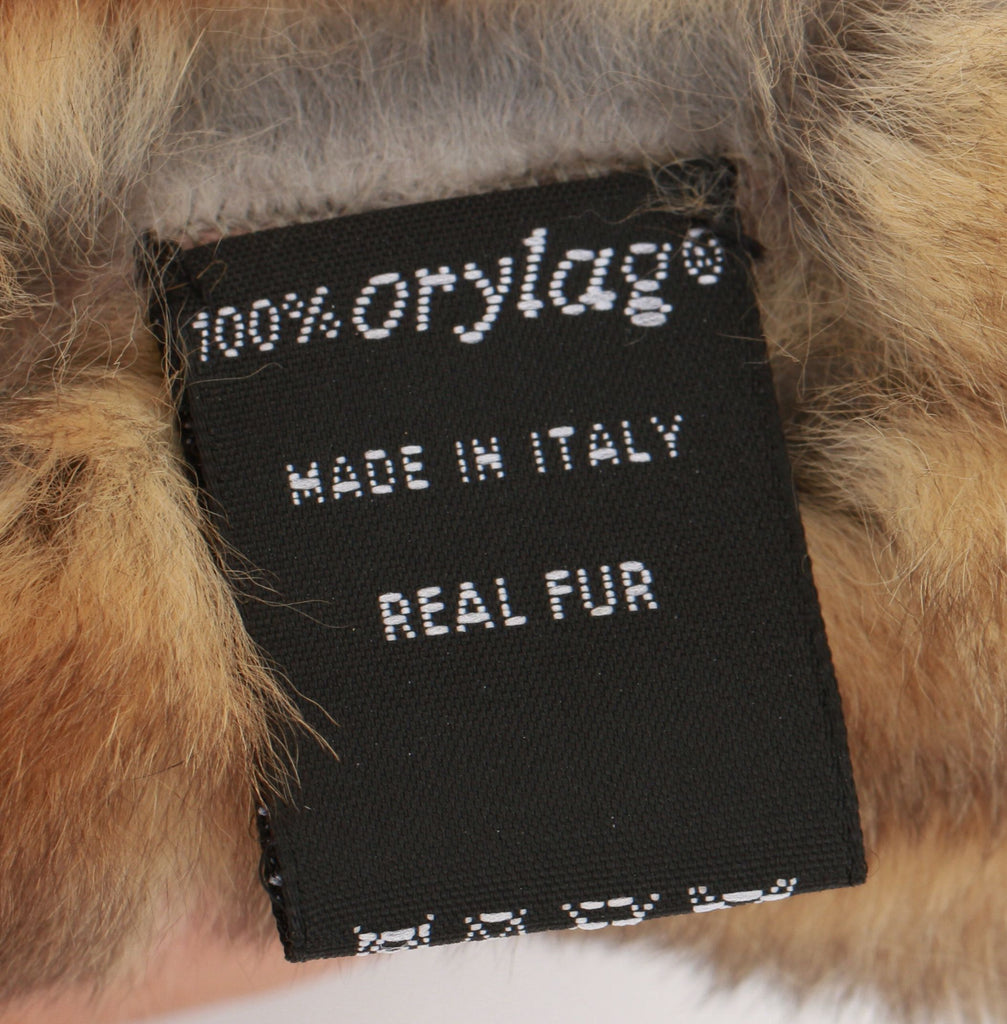 100% orylag®
MADE IN ITALY
REAL FUR